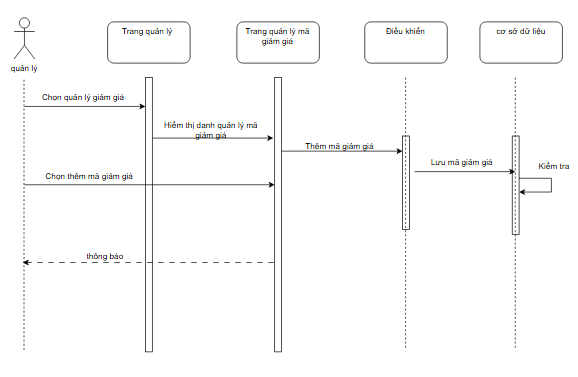 Trang quản lý
Trang quản lý mã
giảm giá
Điều khiển
cơ sở dữ liệu
quản lý
Chọn quản lý giảm giá
Hiểm thị danh quản lý mã
giảm giá
Thêm mã giảm giá
Lưu mã giảm giá
Kiểm tra
Chọn thêm mã giảm giá
thông báo